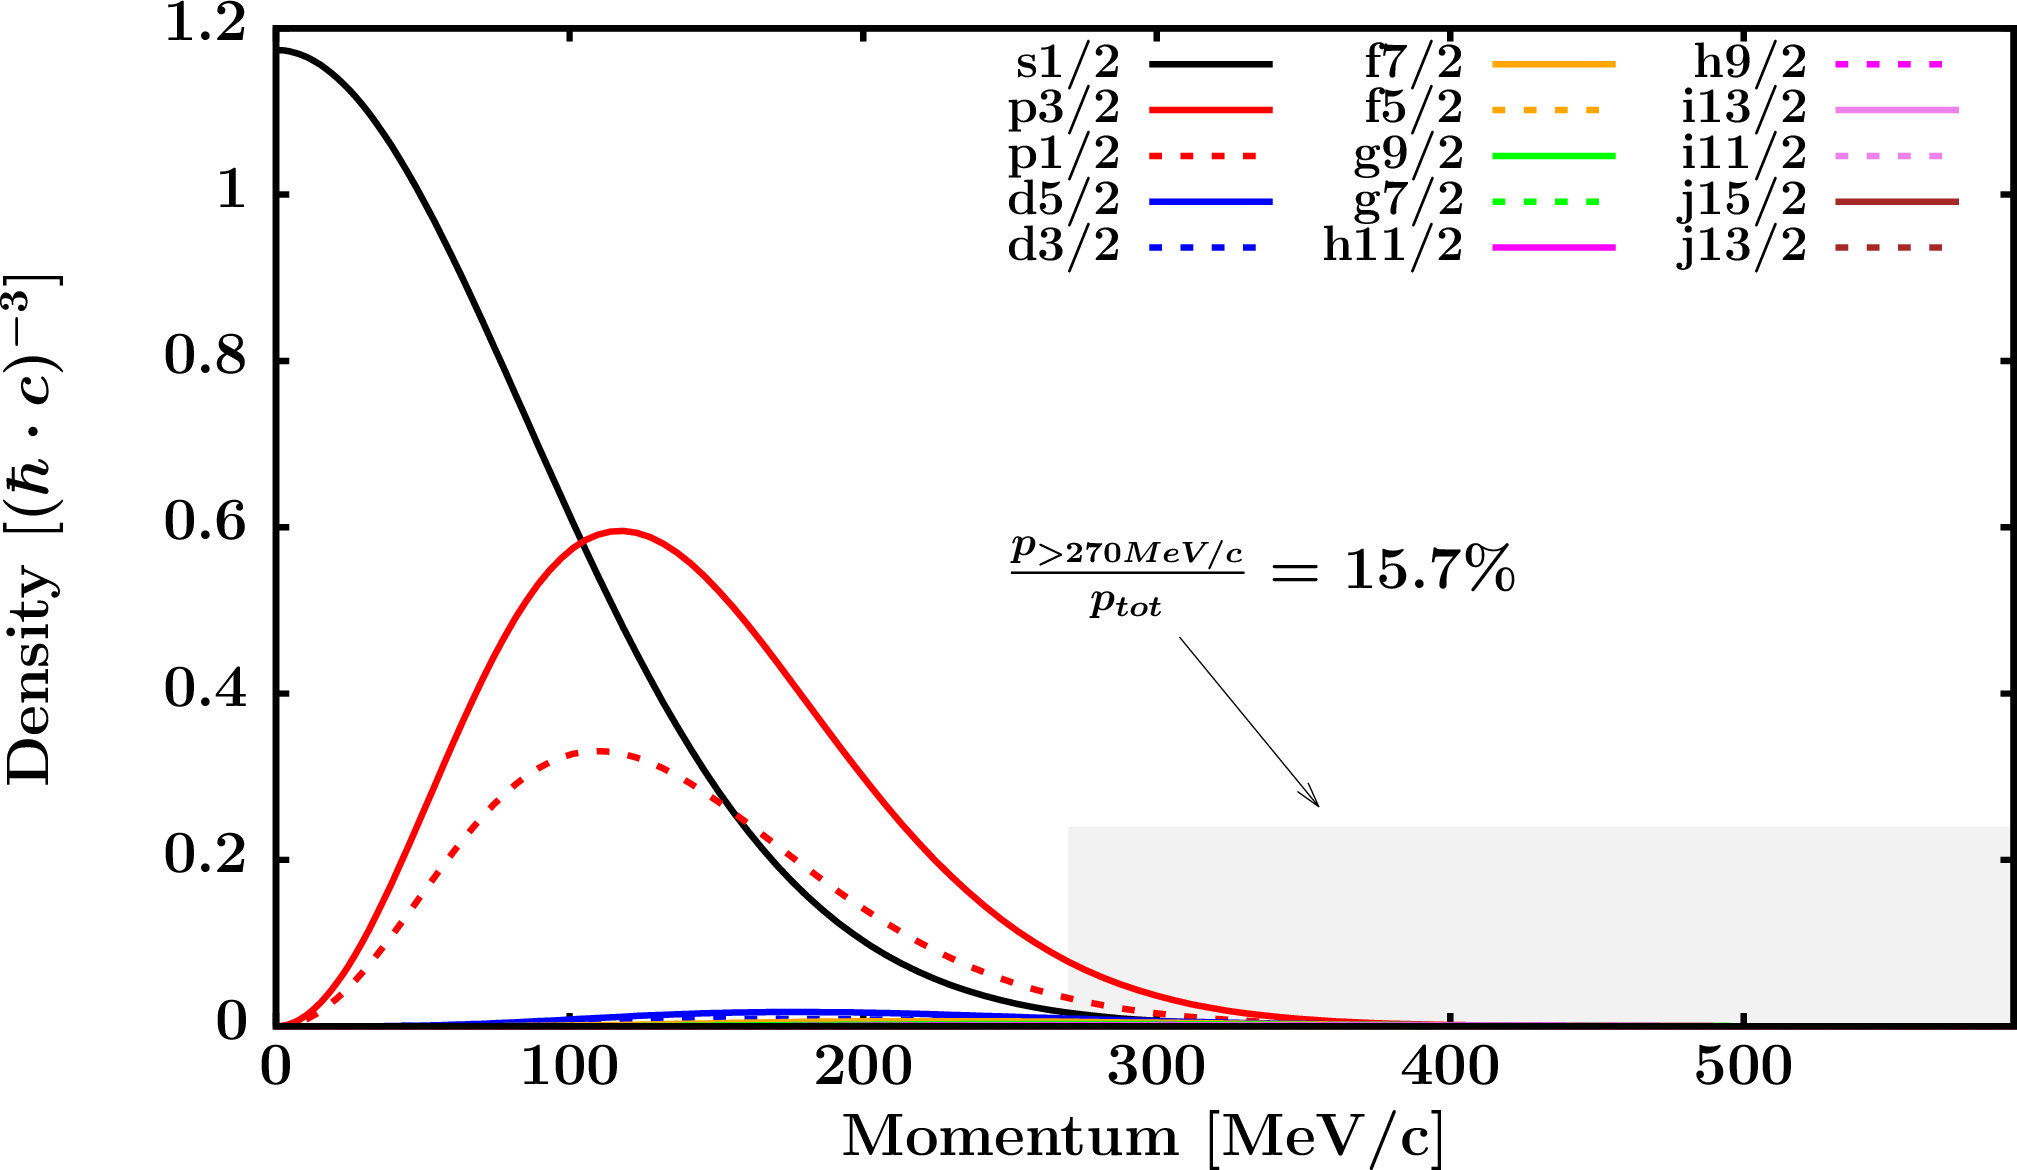 Density [(ħ · c)⁻³]
1.2
1
0.8
0.6
0.4
0.2
0
s1/2
p3/2
p1/2
d5/2
d3/2
f7/2
f5/2
g9/2
g7/2
h11/2
h9/2
i13/2
i11/2
j15/2
j13/2
p>270MeV/c
= 15.7%
ptot
0 100 200 300 400 500
Momentum [MeV/c]